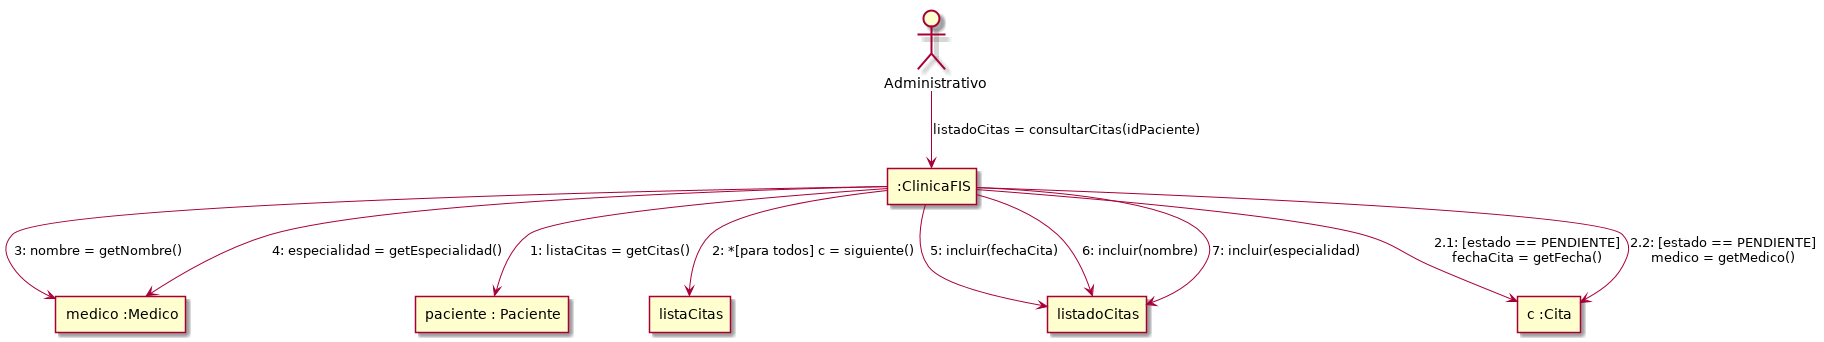 Administrativo
listadoCitas = consultarCitas(idPaciente)
:ClinicaFIS
3: nombre = getNombre()
4: especialidad = getEspecialidad()
1: listaCitas = getCitas()
2: *[para todos] c = siguiente()
5: incluir(fechaCita)
6: incluir(nombre)
7: incluir(especialidad)
2.1: [estado == PENDIENTE]
fechaCita = getFecha()
2.2: [estado == PENDIENTE]
medico = getMedico()
medico :Medico
paciente : Paciente
listaCitas
listadoCitas
c :Cita